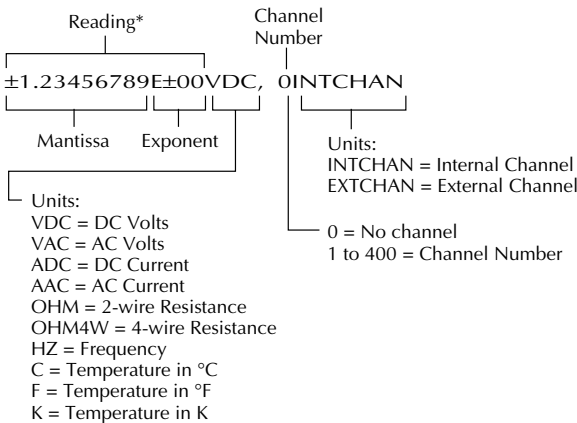 Reading*
Channel
Number
±1.23456789E±00VDC, 0INTCHAN
Mantissa
Exponent
Units:
INTCHAN = Internal Channel
EXTCHAN = External Channel
0 = No channel
1 to 400 = Channel Number
Units:
VDC = DC Volts
VAC = AC Volts
ADC = DC Current
AAC = AC Current
OHM = 2-wire Resistance
OHM4W = 4-wire Resistance
HZ = Frequency
C = Temperature in °C
F = Temperature in °F
K = Temperature in K